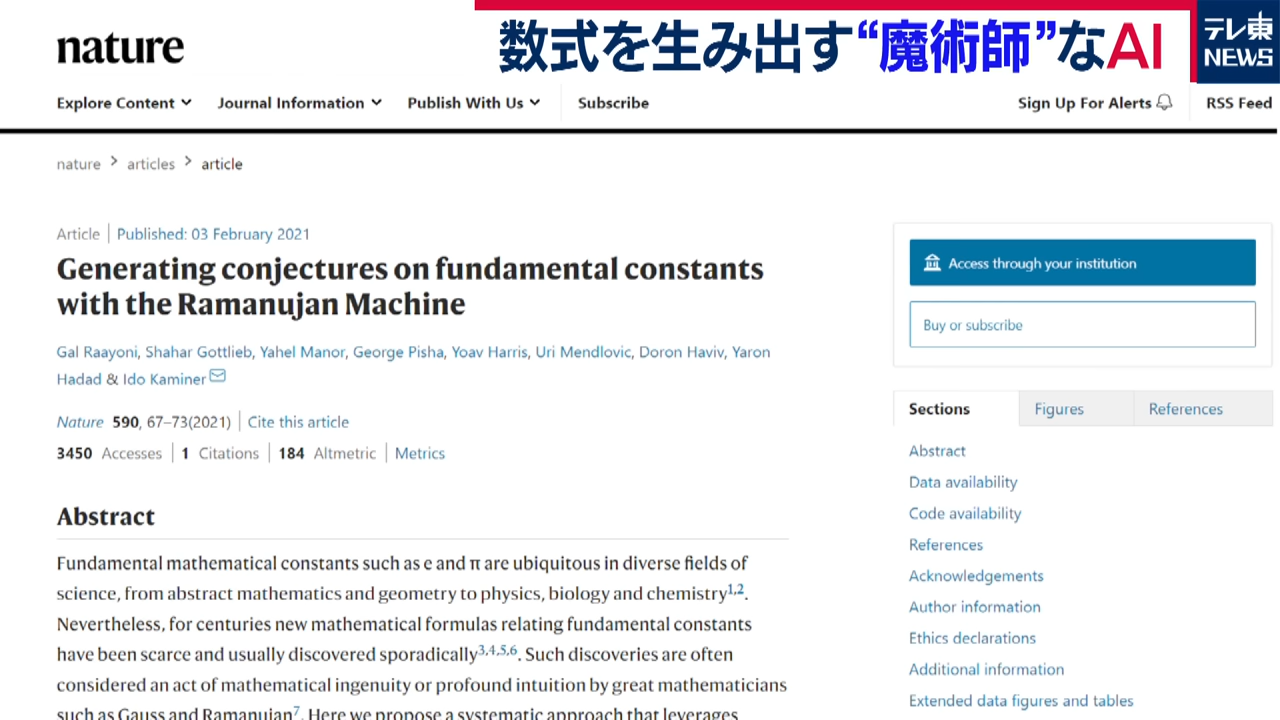 数式を生み出す“魔術師”なAI
テレ東
NEWS
nature
Explore Content
Journal Information
Publish With Us
Subscribe
Sign Up For Alerts
RSS Feed
nature > articles > article
Article | Published: 03 February 2021
Generating conjectures on fundamental constants
with the Ramanujan Machine
Gal Raayoni, Shahar Gottlieb, Yahel Manor, George Pisha, Yoav Harris, Uri Mendlovic, Doron Haviv, Yaron
Hadad & Ido Kaminer
Nature 590, 67–73(2021) | Cite this article
3450 Accesses | 1 Citations | 184 Altmetric | Metrics
Abstract
Fundamental mathematical constants such as e and π are ubiquitous in diverse fields of
science, from abstract mathematics and geometry to physics, biology and chemistry1,2.
Nevertheless, for centuries new mathematical formulas relating fundamental constants
have been scarce and usually discovered sporadically3,4,5,6. Such discoveries are often
considered an act of mathematical ingenuity or profound intuition by great mathematicians
such as Gauss and Ramanujan7. Here we propose a systematic approach that leverages
Access through your institution
Buy or subscribe
Sections
Figures
References
Abstract
Data availability
Code availability
References
Acknowledgements
Author information
Ethics declarations
Additional information
Extended data figures and tables